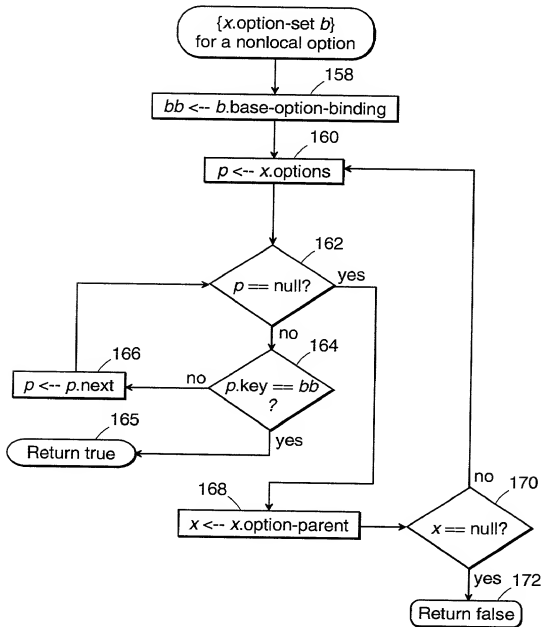 {x.option-set b}
for a nonlocal option
158
bb <-- b.base-option-binding
160
p <-- x.options
162
p == null?
yes
no
164
166
p <-- p.next
no
p.key == bb
?
165
yes
Return true
168
x <-- x.option-parent
no
170
x == null?
yes
172
Return false